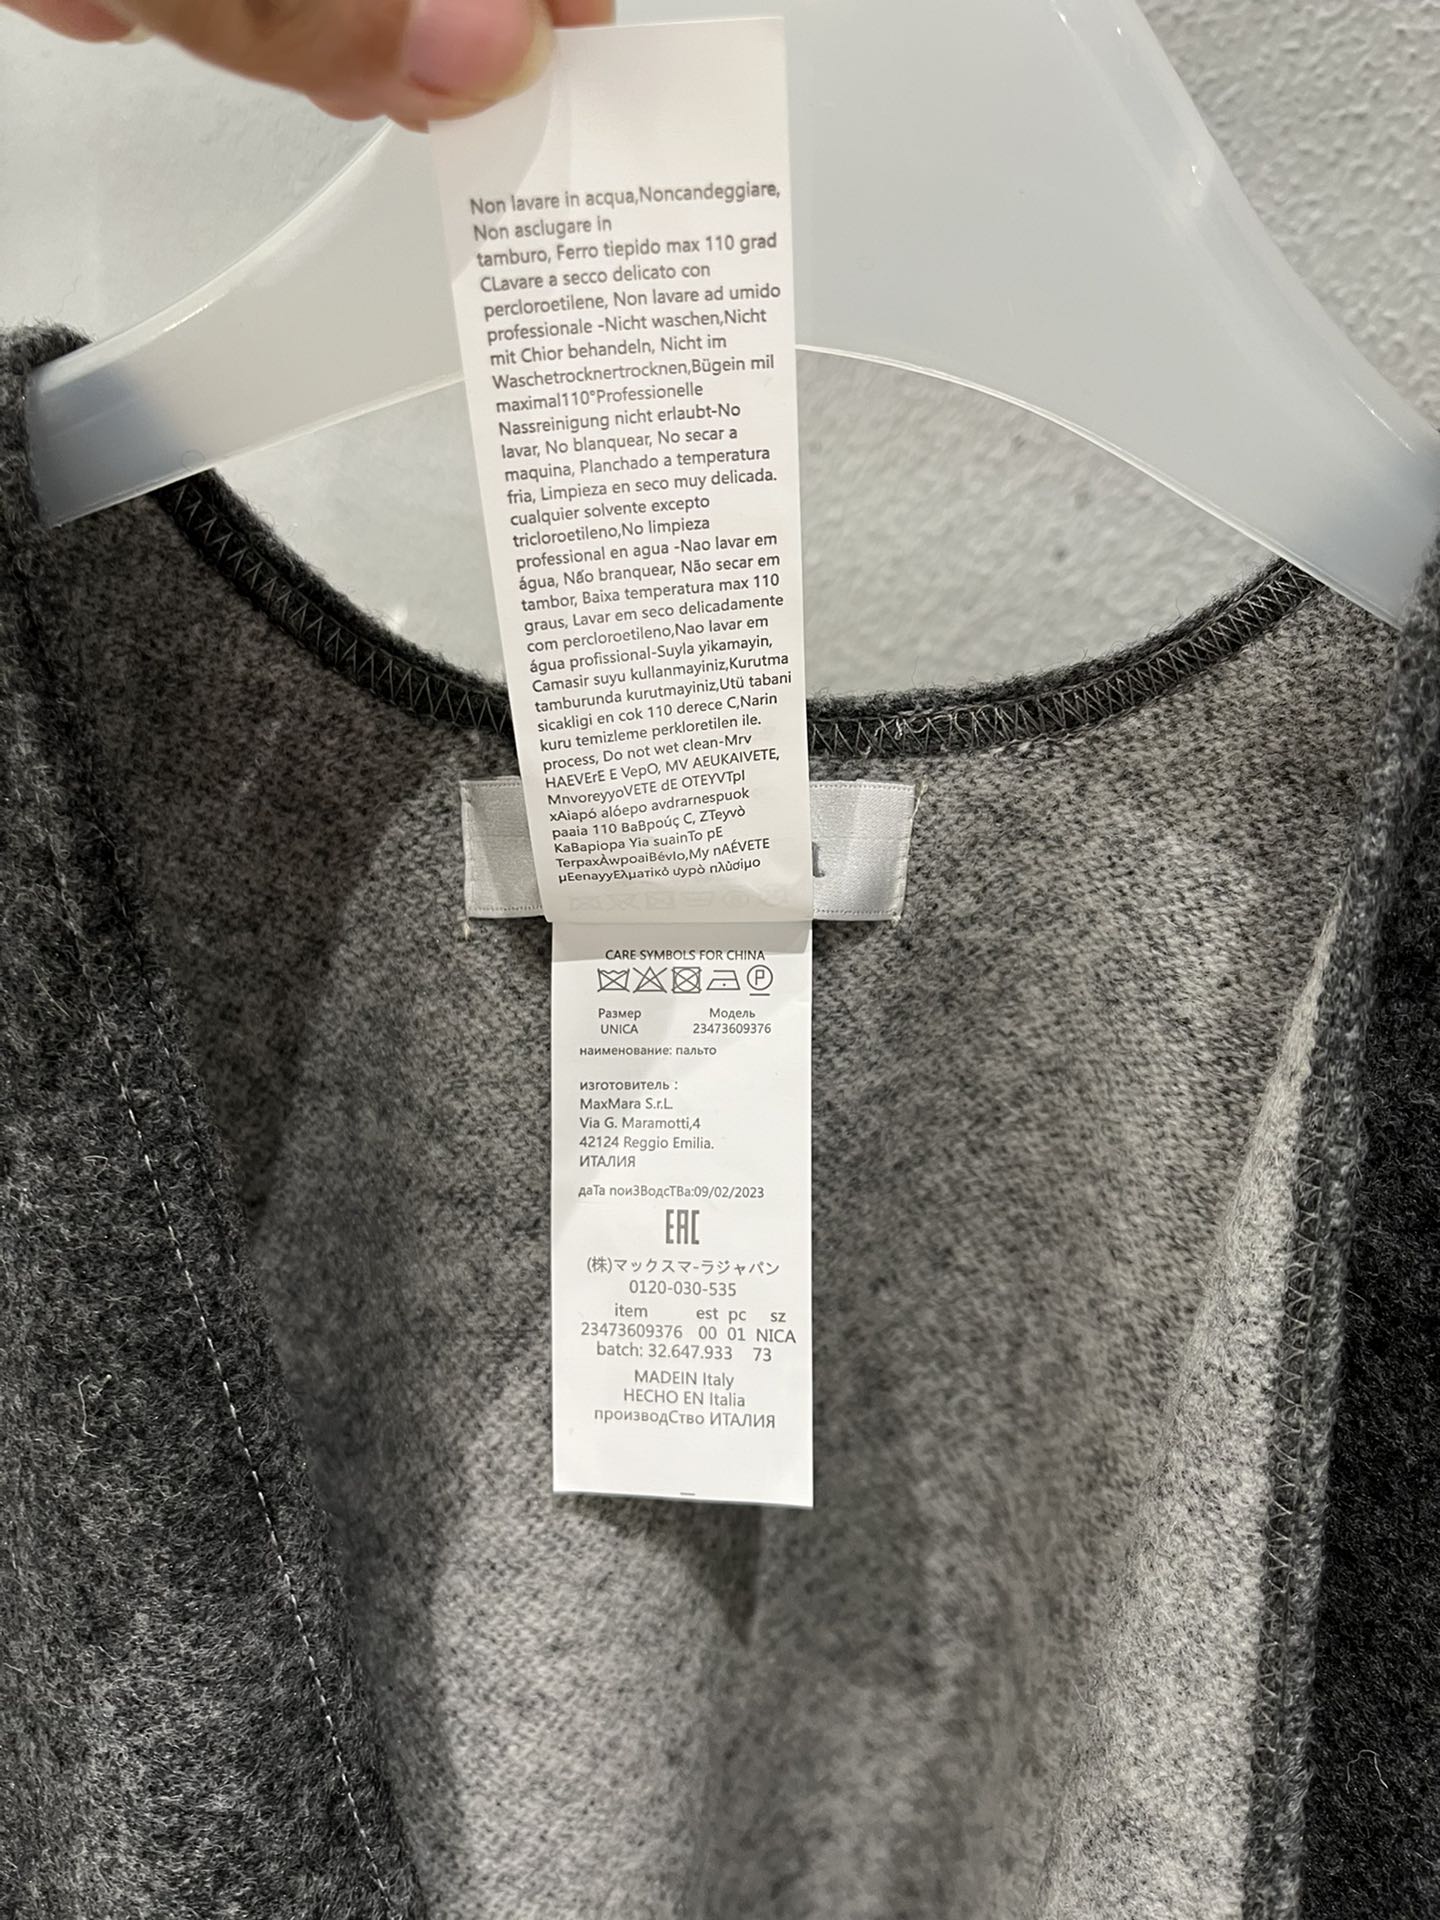 Non lavare in acqua,Noncandeggiare,
Non asclugare in
tamburo, Ferro tiepido max 110 grad
CLavare a secco delicato con
percloroetilene, Non lavare ad umido
professionale -Nicht waschen,Nicht
mit Chior behandeln, Nicht im
Waschetrocknertrocknen,Bügein mil
maximal110°Professionelle
Nassreinigung nicht erlaubt-No
lavar, No blanquear, No secar a
maquina, Planchado a temperatura
fria, Limpieza en seco muy delicada.
cualquier solvente excepto
tricloroetileno,No limpieza
professional en agua -Nao lavar em
água, Não branquear, Não secar em
tambor, Baixa temperatura max 110
graus, Lavar em seco delicadamente
com percloroetileno,Nao lavar em
água profissional-Suyla yikamayin,
Camasir suyu kullanmayiniz,Kurutma
tamburunda kurutmayiniz,Utü tabani
sicakligi en cok 110 derece C,Narin
kuru temizleme perkloretilen ile.
process, Do not wet clean-Mrv
HAEVErE E VepO, MV AEUKAIVETE,
MnvoreyyoVETE dE OTEYVTpl
xAiapó alóepo avdrarnespuok
paaia 110 BaBpoúç C, ZTeyvò
KaBapiopa Yia suainTo pE
TerpaxÀwpoaiBévlo,My nAÉVETE
μEenayyEλματικô uypò πλὐσίμο
CARE SYMBOLS FOR CHINA
P
Размер Модель
UNICA 23473609376
наименование: пальто
изготовитель :
MaxMara S.r.L.
Via G. Maramotti,4
42124 Reggio Emilia.
ИТАЛИЯ
даТа поиЗВодсТВа:09/02/2023
EAC
(株)マックスマ-ラジャパン
0120-030-535
item est pc sz
23473609376 00 01 NICA
batch: 32.647.933 73
MADEIN Italy
HECHO EN Italia
производСтво ИТАЛИЯ